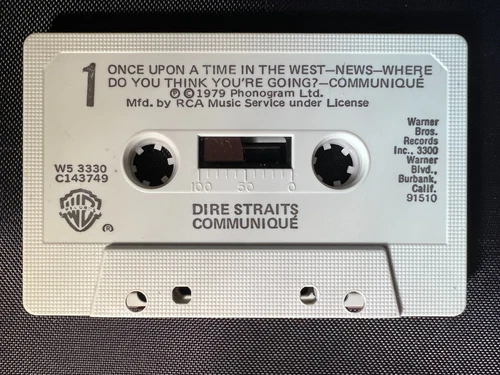 1
ONCE UPON A TIME IN THE WEST—NEWS—WHERE
DO YOU THINK YOU'RE GOING?—COMMUNIQUÉ
Ⓟ © 1979 Phonogram Ltd.
Mfd. by RCA Music Service under License
W5 3330
C143749
Warner
Bros.
Records
Inc., 3300
Warner
Blvd.,
Burbank,
Calif.
91510
100 50 0
®
DIRE STRAITS
COMMUNIQUÉ